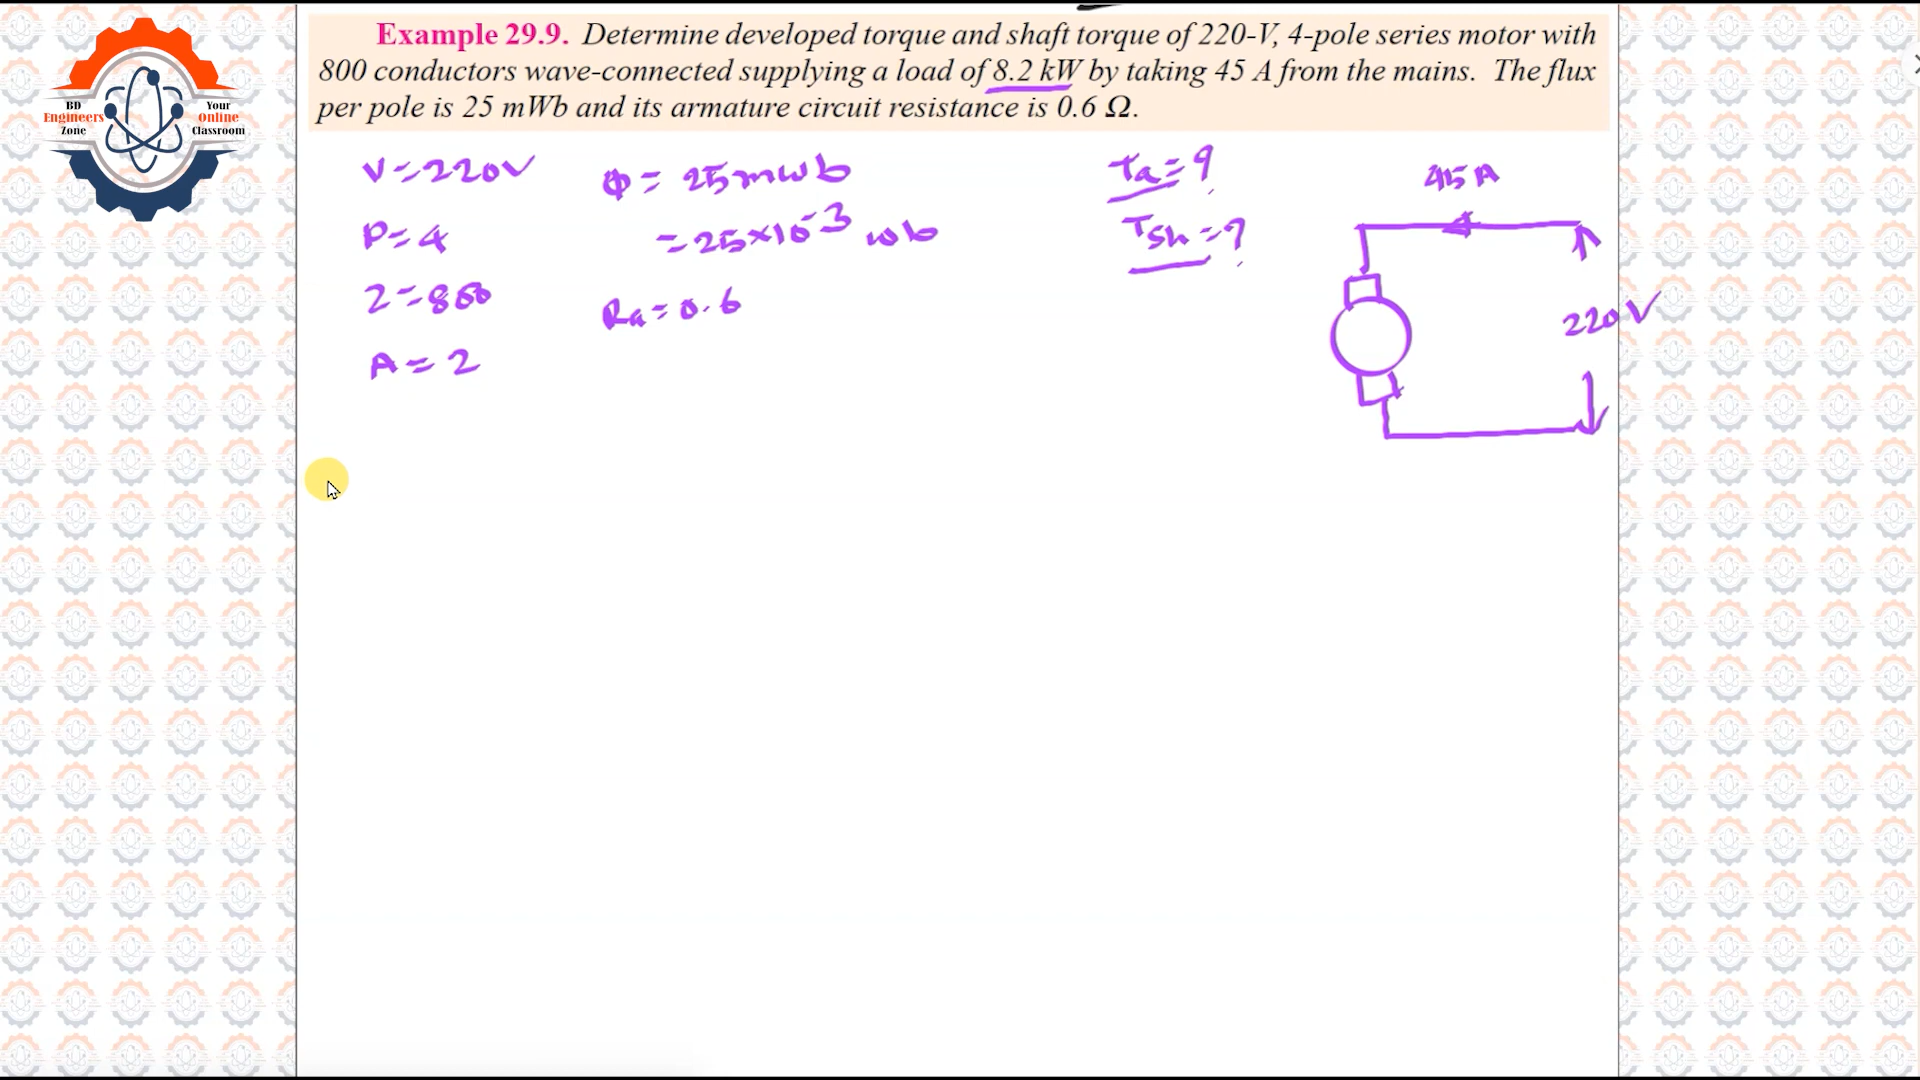 Example 29.9. Determine developed torque and shaft torque of 220-V, 4-pole series motor with
800 conductors wave-connected supplying a load of 8.2 kW by taking 45 A from the mains. The flux
per pole is 25 mWb and its armature circuit resistance is 0.6 Ω.
BD
Engineers
Zone
Your
Online
Classroom
V=220V
P=4
Z=800
A=2
Φ= 25mwb
=25×10⁻³ wb
Ra=0.6
Ta=?
Tsh=?
45A
220V